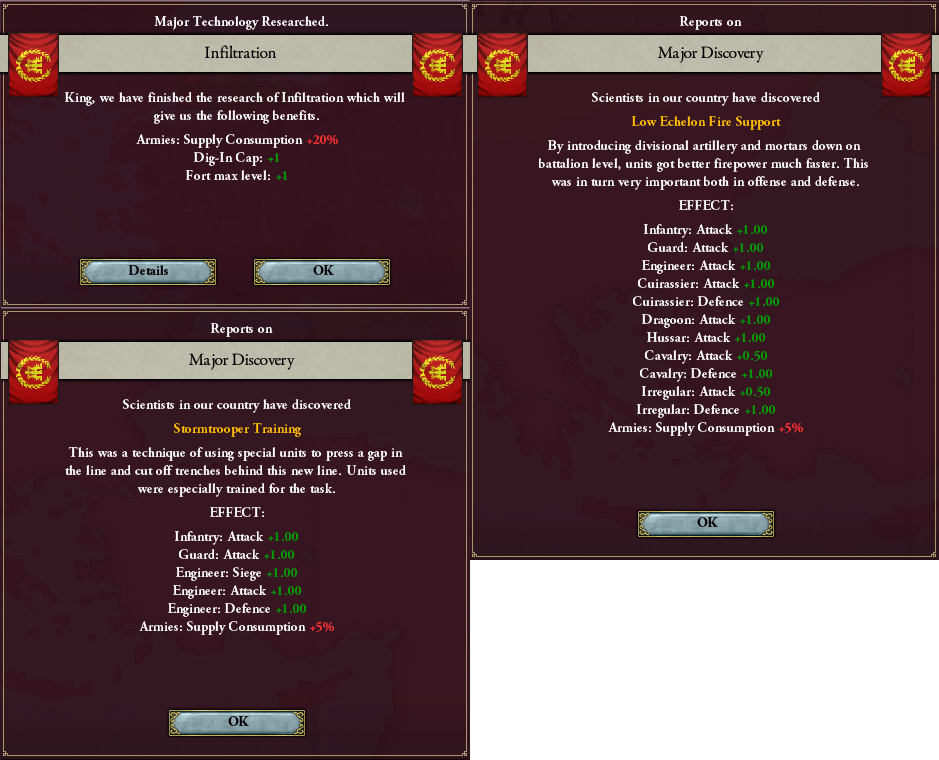 Major Technology Researched.
Infiltration
King, we have finished the research of Infiltration which will
give us the following benefits.
Armies: Supply Consumption +20%
Dig-In Cap: +1
Fort max level: +1
Details
OK
Reports on
Major Discovery
Scientists in our country have discovered
Stormtrooper Training
This was a technique of using special units to press a gap in
the line and cut off trenches behind this new line. Units used
were especially trained for the task.
EFFECT:
Infantry: Attack +1.00
Guard: Attack +1.00
Engineer: Siege +1.00
Engineer: Attack +1.00
Engineer: Defence +1.00
Armies: Supply Consumption +5%
OK
Reports on
Major Discovery
Scientists in our country have discovered
Low Echelon Fire Support
By introducing divisional artillery and mortars down on
battalion level, units got better firepower much faster. This
was in turn very important both in offense and defense.
EFFECT:
Infantry: Attack +1.00
Guard: Attack +1.00
Engineer: Attack +1.00
Cuirassier: Attack +1.00
Cuirassier: Defence +1.00
Dragoon: Attack +1.00
Hussar: Attack +1.00
Cavalry: Attack +0.50
Cavalry: Defence +1.00
Irregular: Attack +0.50
Irregular: Defence +1.00
Armies: Supply Consumption +5%
OK